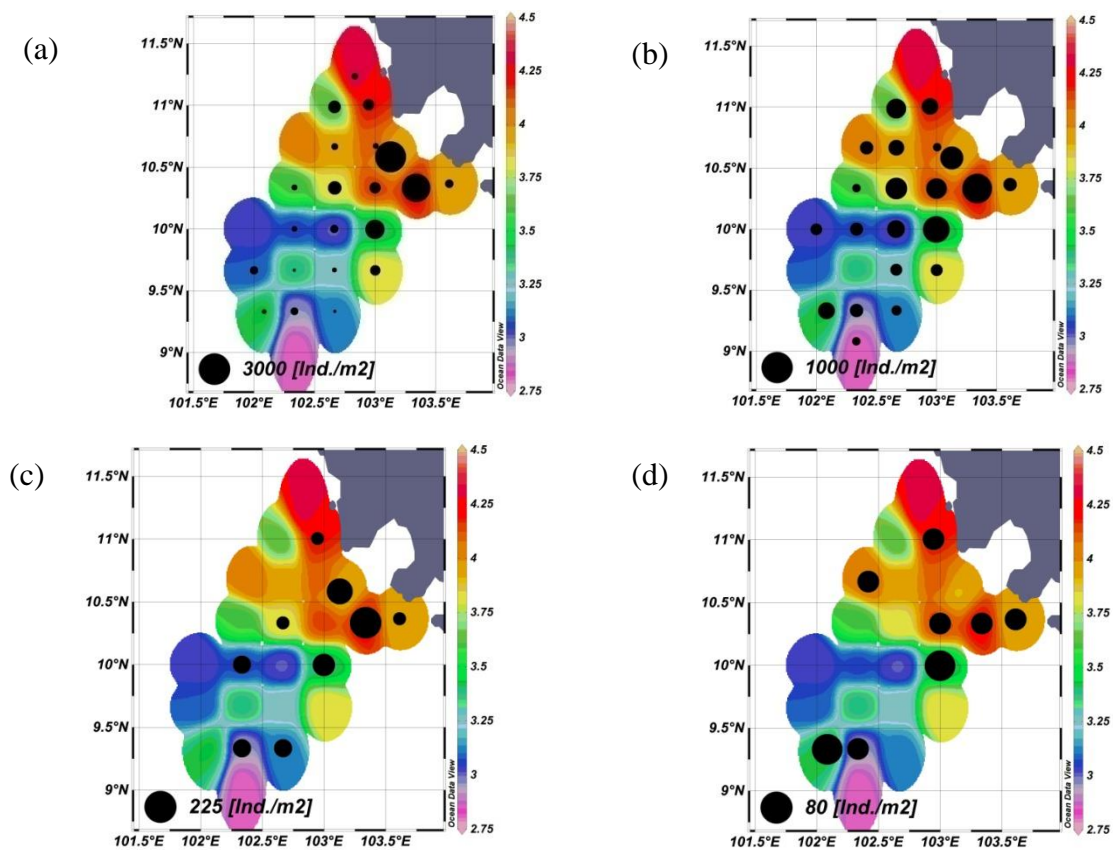 (a)
11.5°N
11°N
10.5°N
10°N
9.5°N
9°N
3000 [Ind./m2]
101.5°E 102°E 102.5°E 103°E 103.5°E
4.5
4.25
4
3.75
3.5
3.25
3
2.75
Ocean Data View
(b)
11.5°N
11°N
10.5°N
10°N
9.5°N
9°N
1000 [Ind./m2]
101.5°E 102°E 102.5°E 103°E 103.5°E
4.5
4.25
4
3.75
3.5
3.25
3
2.75
Ocean Data View
(c)
11.5°N
11°N
10.5°N
10°N
9.5°N
9°N
225 [Ind./m2]
101.5°E 102°E 102.5°E 103°E 103.5°E
4.5
4.25
4
3.75
3.5
3.25
3
2.75
Ocean Data View
(d)
11.5°N
11°N
10.5°N
10°N
9.5°N
9°N
80 [Ind./m2]
101.5°E 102°E 102.5°E 103°E 103.5°E
4.5
4.25
4
3.75
3.5
3.25
3
2.75
Ocean Data View